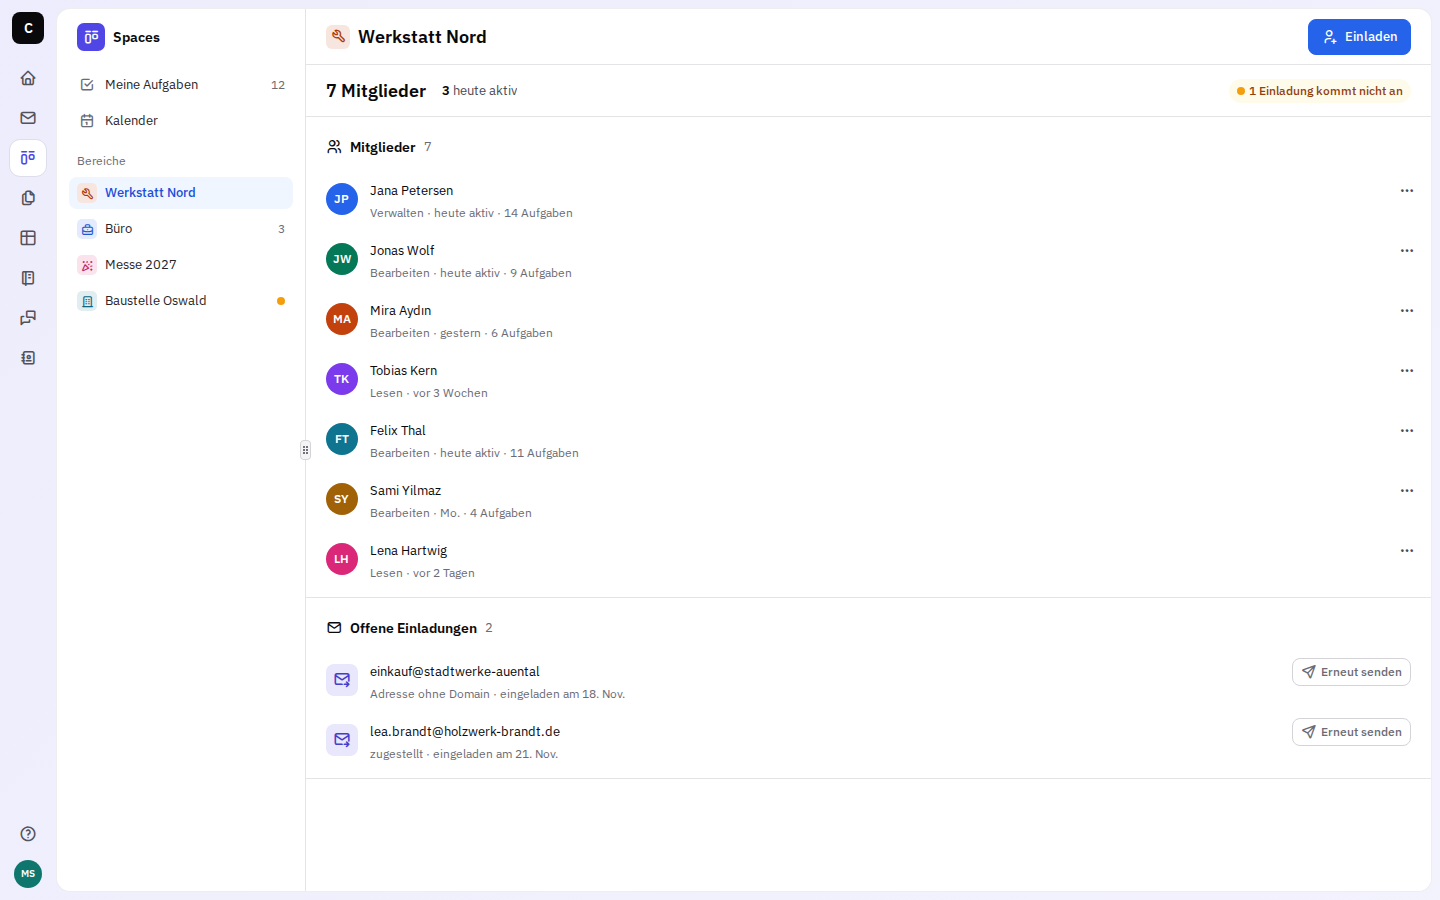 C
Spaces
Meine Aufgaben 12
Kalender
Bereiche
Werkstatt Nord
Büro 3
Messe 2027
Baustelle Oswald
MS
Werkstatt Nord
Einladen
7 Mitglieder 3 heute aktiv
1 Einladung kommt nicht an
Mitglieder 7
JP
Jana Petersen
Verwalten · heute aktiv · 14 Aufgaben
JW
Jonas Wolf
Bearbeiten · heute aktiv · 9 Aufgaben
MA
Mira Aydın
Bearbeiten · gestern · 6 Aufgaben
TK
Tobias Kern
Lesen · vor 3 Wochen
FT
Felix Thal
Bearbeiten · heute aktiv · 11 Aufgaben
SY
Sami Yilmaz
Bearbeiten · Mo. · 4 Aufgaben
LH
Lena Hartwig
Lesen · vor 2 Tagen
Offene Einladungen 2
einkauf@stadtwerke-auental
Adresse ohne Domain · eingeladen am 18. Nov.
Erneut senden
lea.brandt@holzwerk-brandt.de
zugestellt · eingeladen am 21. Nov.
Erneut senden